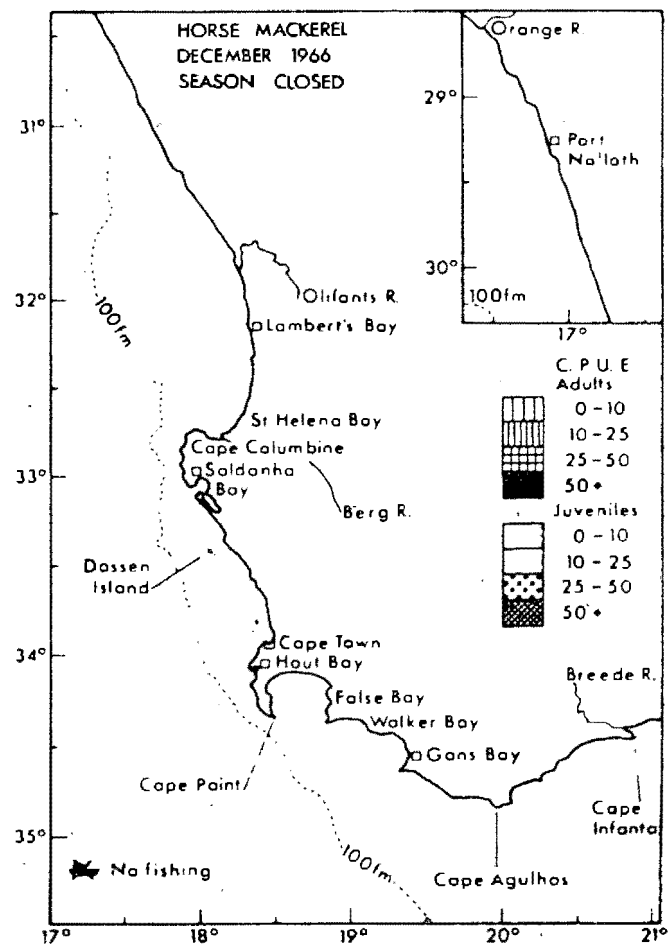 HORSE MACKEREL
DECEMBER 1966
SEASON CLOSED
Orange R.
29°
Port
Nalloth
30°
100fm
17°
31°
Olifants R.
32°
Lambert's Bay
100fm
C. P. U. E
Adults
0-10
10-25
25-50
50+
Juveniles
0-10
10-25
25-50
50+
St Helena Bay
Cape Columbine
33°
Saldanha
Bay
Berg R.
Dassen
Island
Cape Town
34°
Hout Bay
Breede R.
False Bay
Walker Bay
Gans Bay
Cape Point
Cape
Infanta
35°
100fm
No fishing
Cape Agulhas
17°
18°
19°
20°
21°